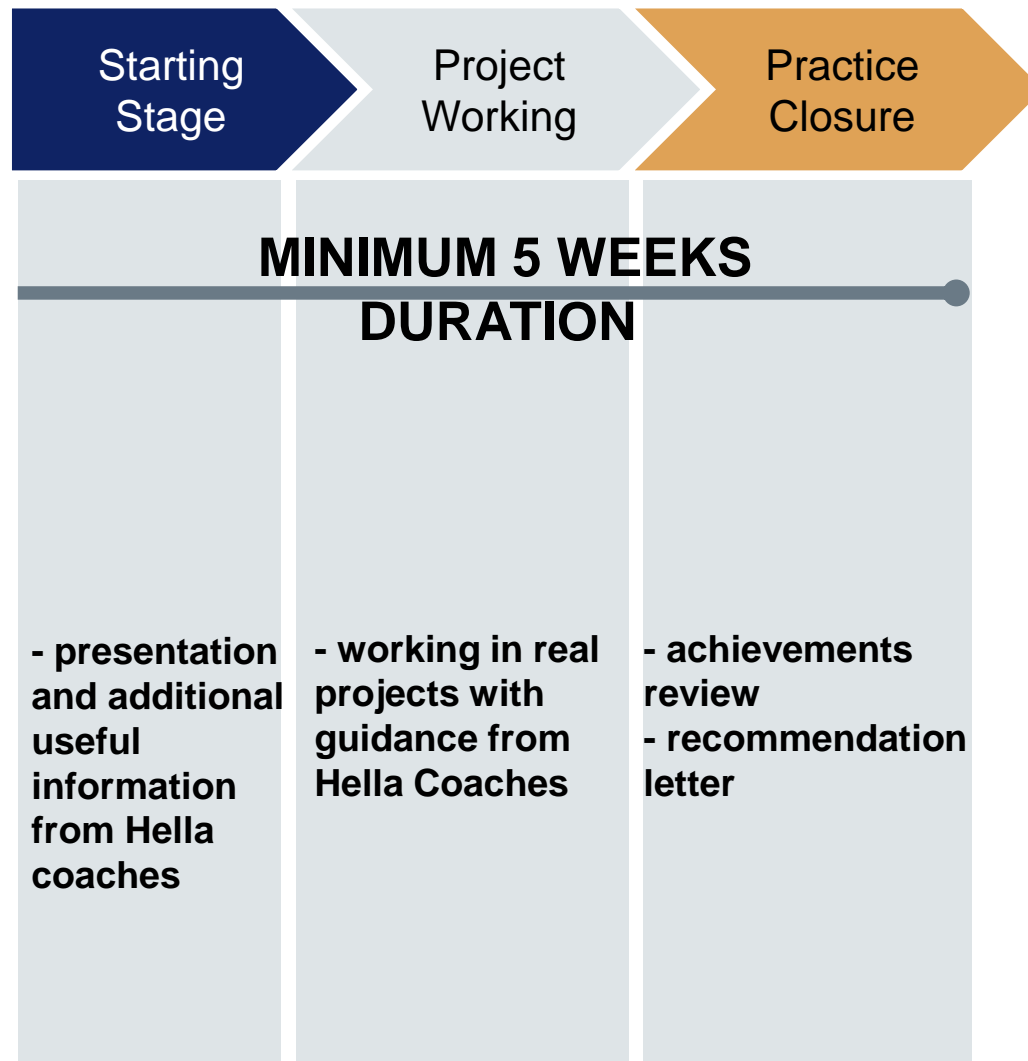 Starting
Stage
Project
Working
Practice
Closure
MINIMUM 5 WEEKS
DURATION
- presentation
and additional
useful
information
from Hella
coaches
- working in real
projects with
guidance from
Hella Coaches
- achievements
review
- recommendation
letter